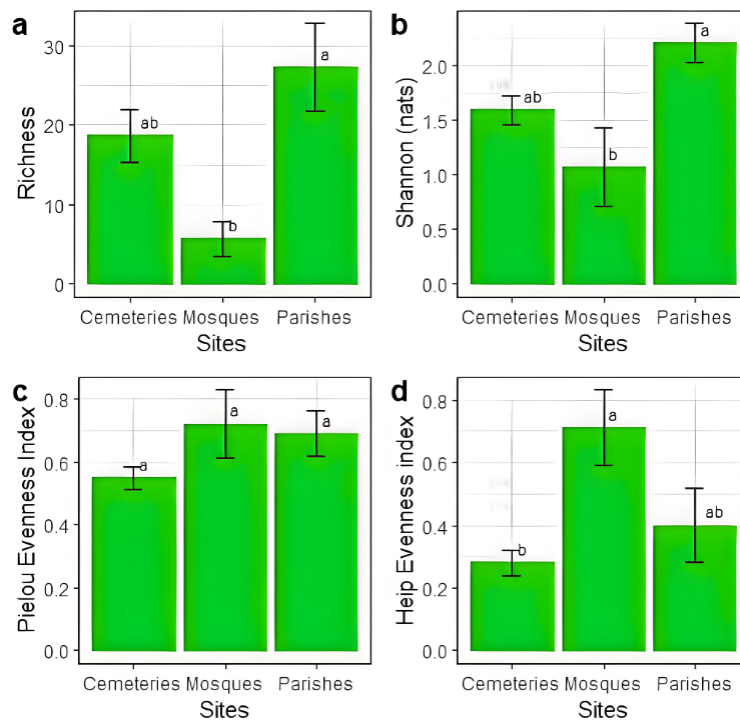 a
Richness
30
20
10
0
ab
b
a
Cemeteries Mosques Parishes
Sites
b
Shannon (nats)
2.0
1.5
1.0
0.5
0.0
ab
b
a
Cemeteries Mosques Parishes
Sites
c
Pielou Evenness Index
0.8
0.6
0.4
0.2
0.0
a
a
a
Cemeteries Mosques Parishes
Sites
d
Heip Evenness index
0.8
0.6
0.4
0.2
0.0
b
a
ab
Cemeteries Mosques Parishes
Sites